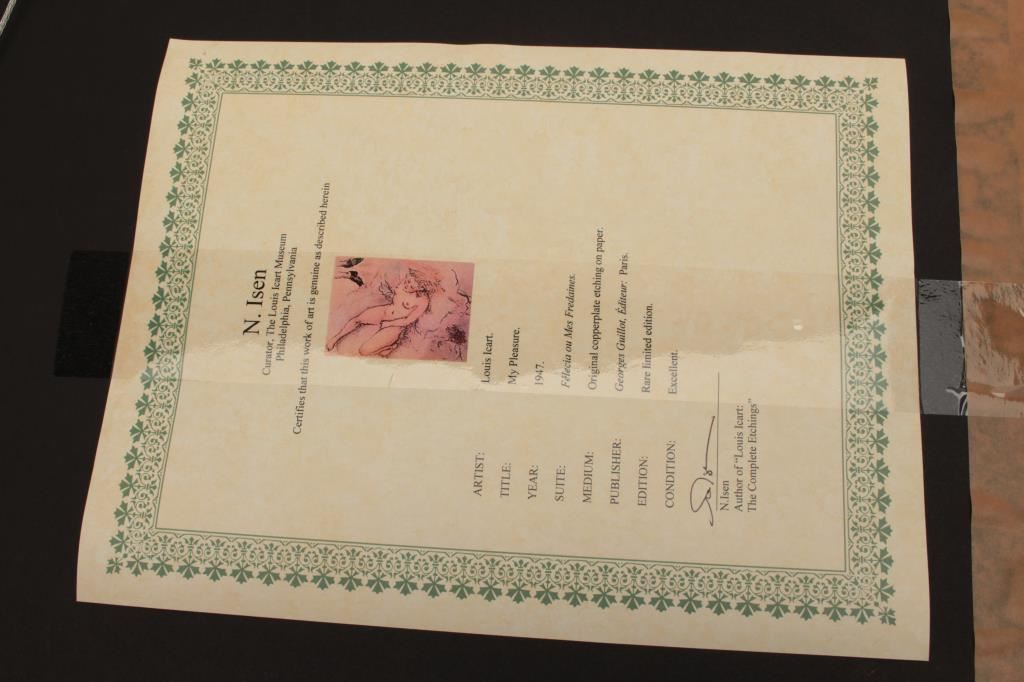 N. Isen
Curator, The Louis Icart Museum
Philadelphia, Pennsylvania
Certifies that this work of art is genuine as described herein
ARTIST: Louis Icart.
TITLE: My Pleasure.
YEAR: 1947.
SUITE: Félecia ou Mes Fredaines.
MEDIUM: Original copperplate etching on paper.
PUBLISHER: Georges Guillot, Éditeur: Paris.
EDITION: Rare limited edition.
CONDITION: Excellent.
N.Isen
Author of "Louis Icart:
The Complete Etchings"